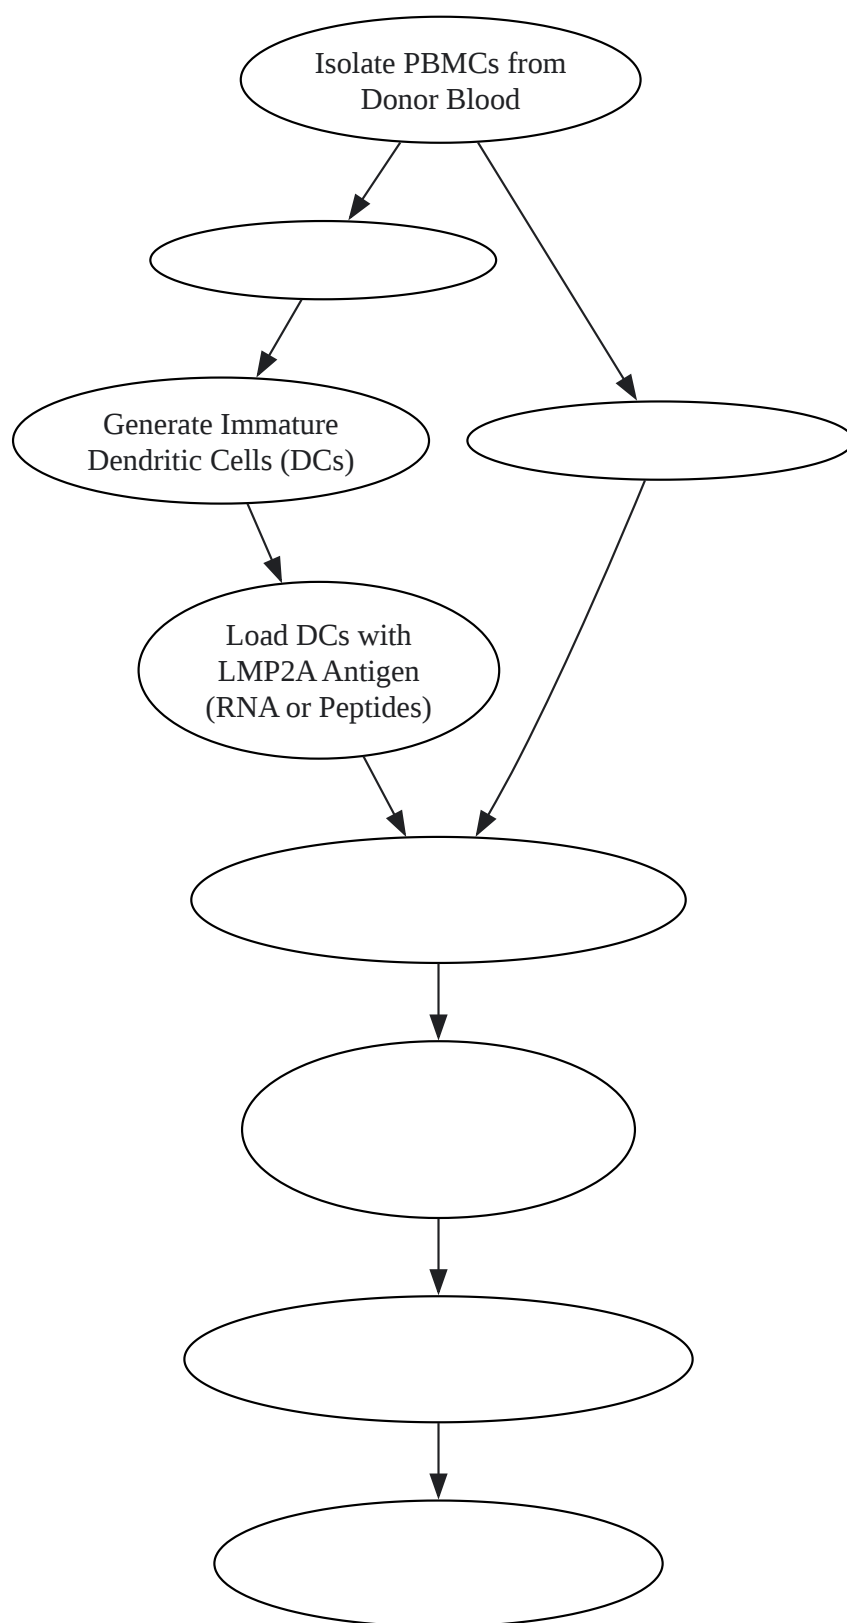 Isolate PBMCs from
Donor Blood
Generate Immature
Dendritic Cells (DCs)
Load DCs with
LMP2A Antigen
(RNA or Peptides)